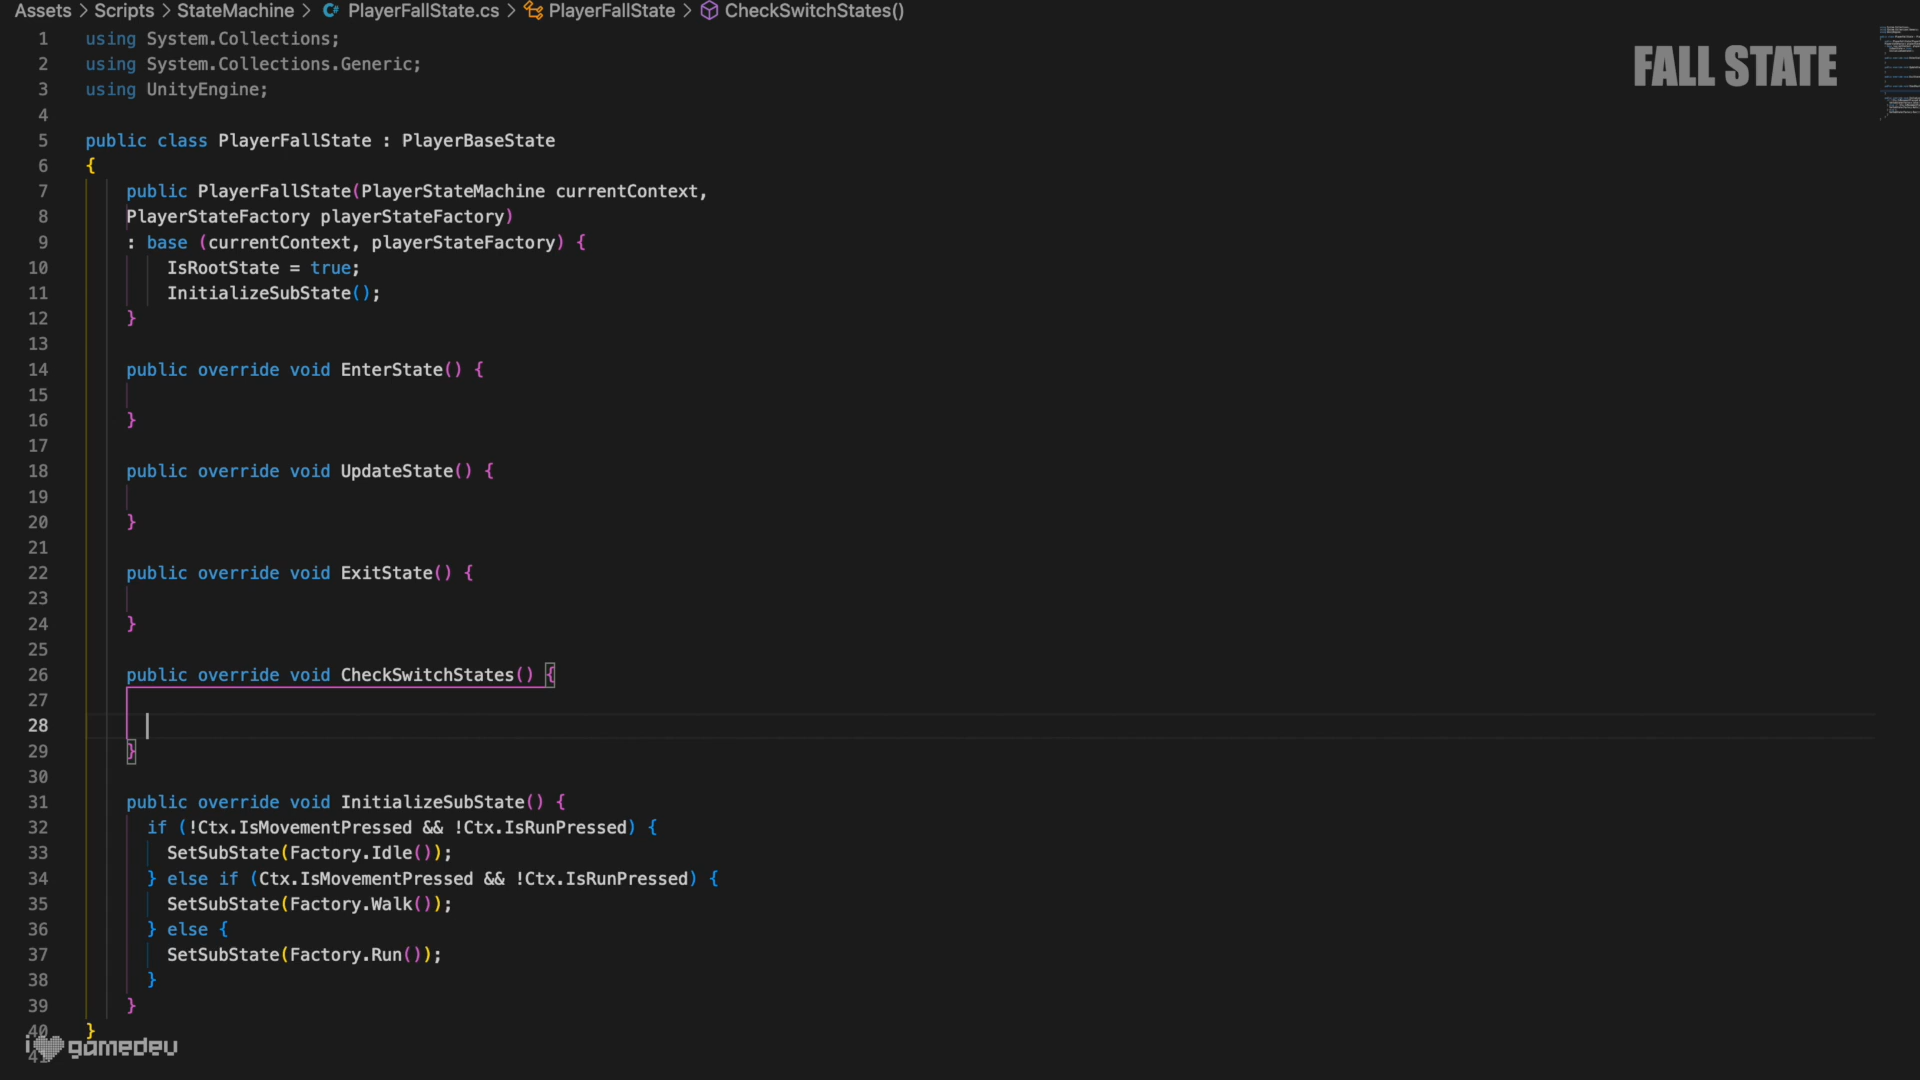 Assets > Scripts > StateMachine > PlayerFallState.cs > PlayerFallState > CheckSwitchStates()
FALL STATE
1 using System.Collections;
2 using System.Collections.Generic;
3 using UnityEngine;
4
5 public class PlayerFallState : PlayerBaseState
6 {
7 public PlayerFallState(PlayerStateMachine currentContext,
8 PlayerStateFactory playerStateFactory)
9 : base (currentContext, playerStateFactory) {
10 IsRootState = true;
11 InitializeSubState();
12 }
13
14 public override void EnterState() {
15
16 }
17
18 public override void UpdateState() {
19
20 }
21
22 public override void ExitState() {
23
24 }
25
26 public override void CheckSwitchStates() {
27
28
29 }
30
31 public override void InitializeSubState() {
32 if (!Ctx.IsMovementPressed && !Ctx.IsRunPressed) {
33 SetSubState(Factory.Idle());
34 } else if (Ctx.IsMovementPressed && !Ctx.IsRunPressed) {
35 SetSubState(Factory.Walk());
36 } else {
37 SetSubState(Factory.Run());
38 }
39 }
40 }
41
i gamedev